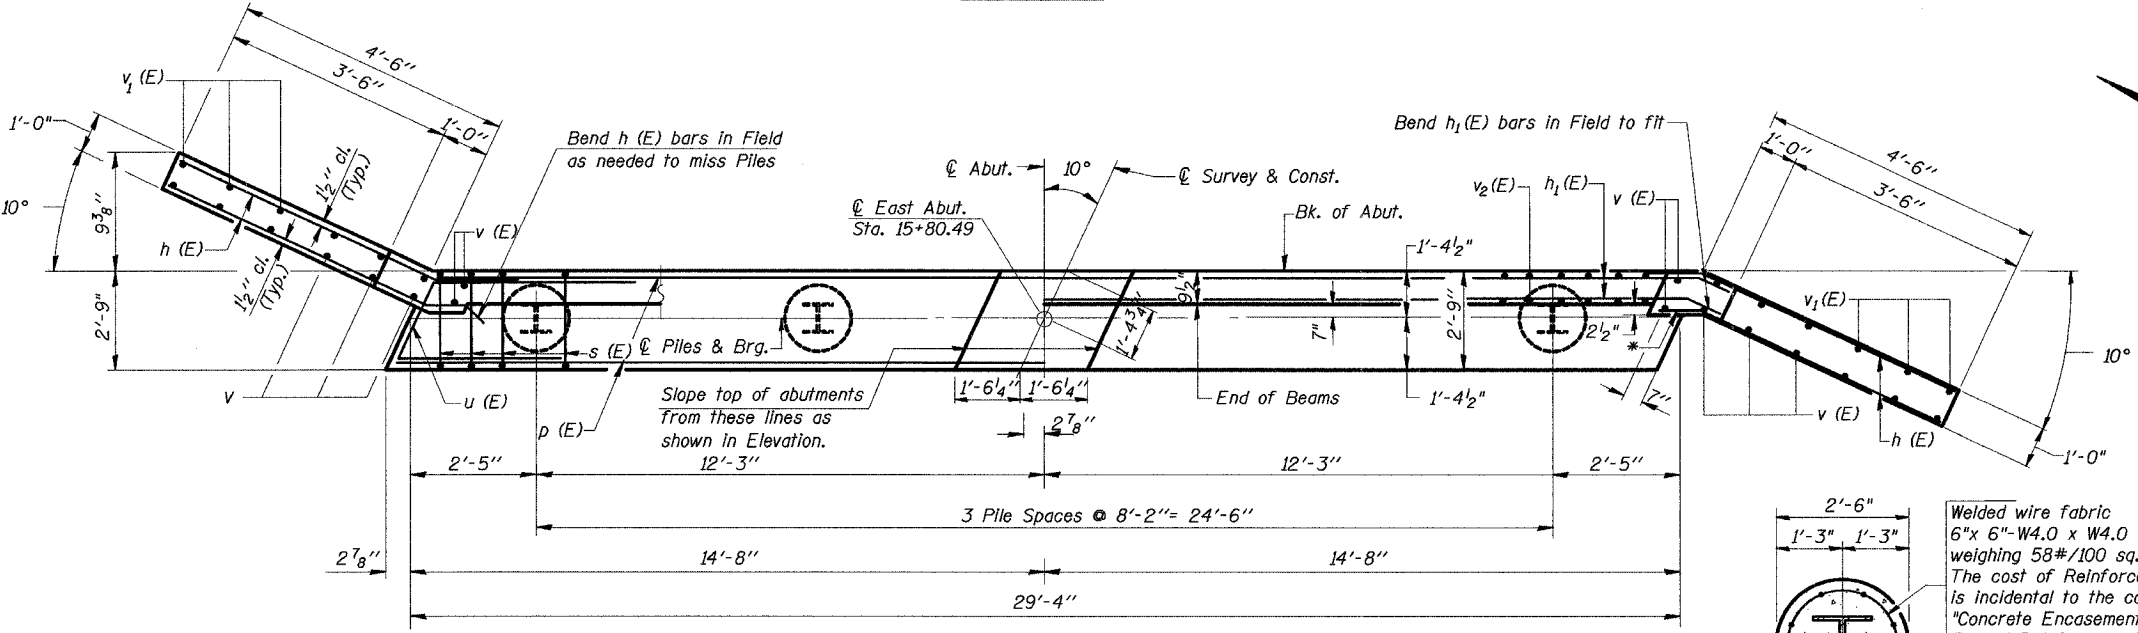 4'-6"
3'-6"
1'-0"
v₁ (E)
1'-0"
10°
9 3/8"
2'-9"
h (E)
1 1/2" cl.
(Typ.)
1 1/2" cl.
(Typ.)
v (E)
v
u (E)
s (E)
p (E)
Bend h (E) bars in Field
as needed to miss Piles
℄ Abut.
10°
℄ Survey & Const.
℄ East Abut.
Sta. 15+80.49
Bk. of Abut.
℄ Piles & Brg.
Slope top of abutments
from these lines as
shown in Elevation.
1'-6 1/4"
1'-6 1/4"
2 7/8"
1'-4 3/4"
9 1/2"
7"
End of Beams
1'-4 1/2"
2'-9"
1'-4 1/2"
Bend h₁ (E) bars in Field to fit
v₂ (E)
h₁ (E)
v (E)
2 1/2"
*
7"
1'-0"
4'-6"
3'-6"
v₁ (E)
10°
v (E)
h (E)
1'-0"
2'-5"
12'-3"
12'-3"
2'-5"
3 Pile Spaces @ 8'-2"= 24'-6"
2 7/8"
14'-8"
14'-8"
29'-4"
2'-6"
1'-3"
1'-3"
Welded wire fabric
6"x 6"-W4.0 x W4.0
weighing 58#/100 sq.
The cost of Reinforc
is incidental to the co
"Concrete Encasement